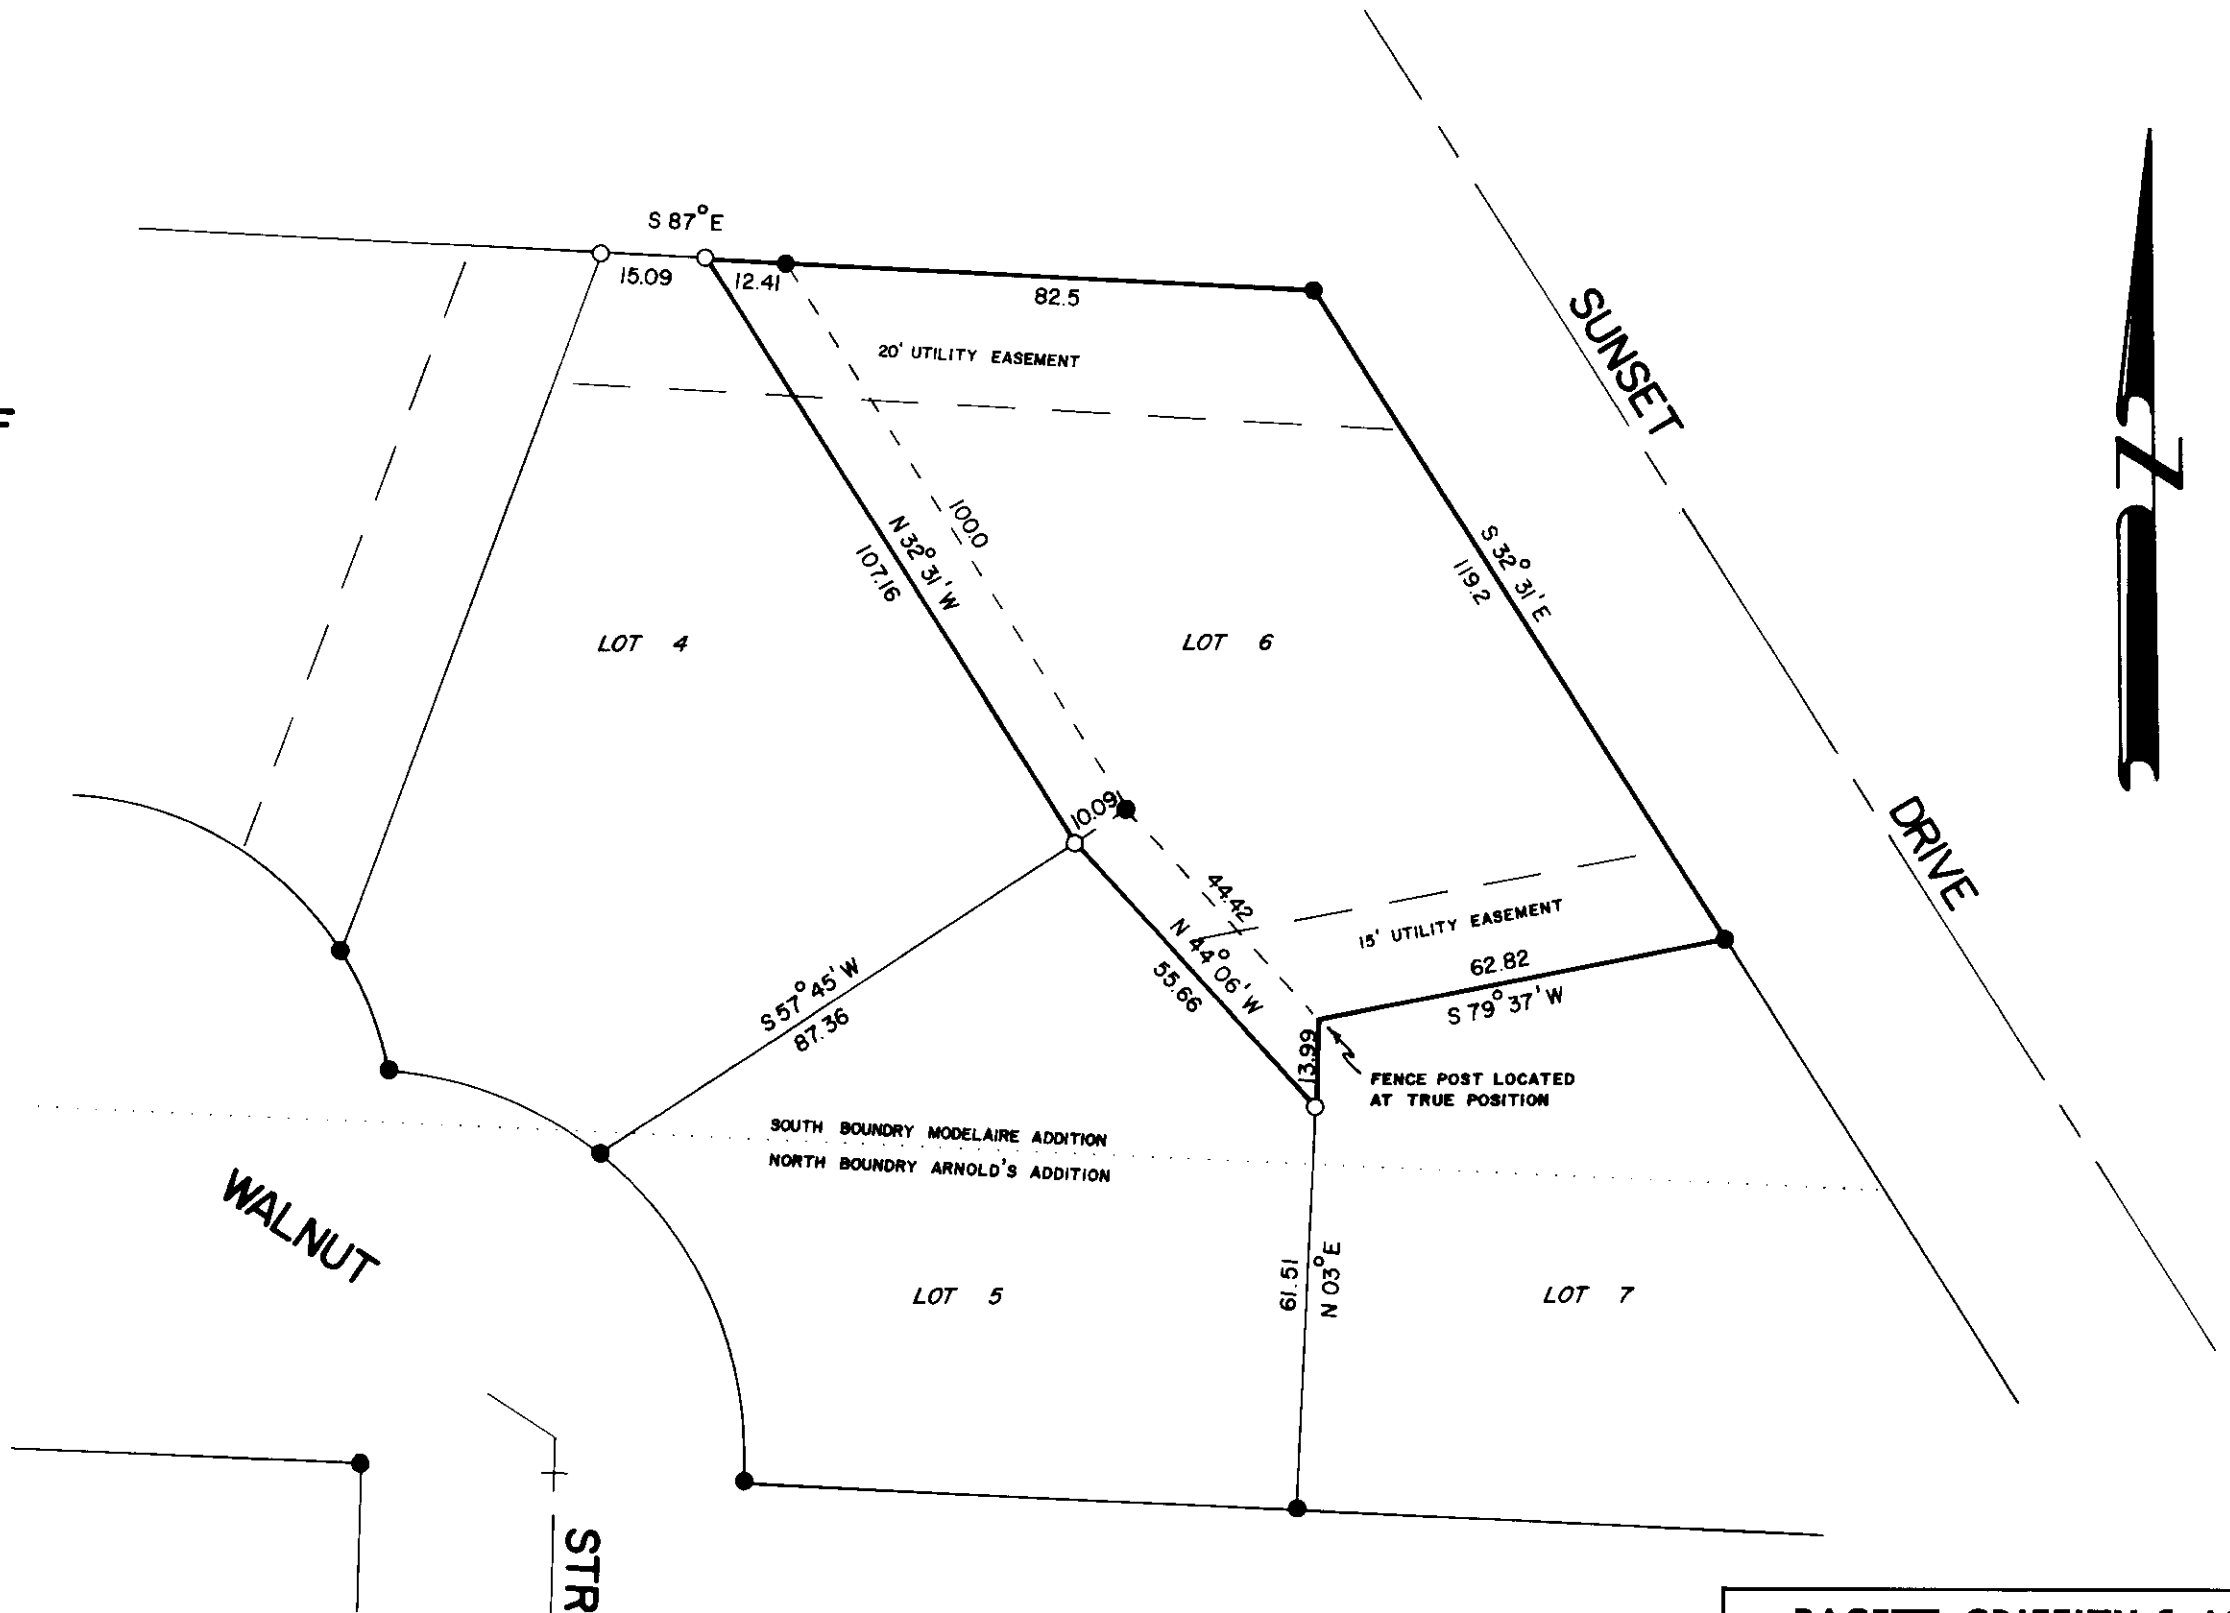 S 87° E
15.09
12.41
82.5
20' UTILITY EASEMENT
SUNSET
N
100.0
N 32° 31' W
107.16
S 32° 31' E
119.2
LOT 4
LOT 6
10.09
DRIVE
44.42
15' UTILITY EASEMENT
N 44° 06' W
55.66
62.82
S 79° 37' W
S 57° 45' W
87.36
13.99
FENCE POST LOCATED
AT TRUE POSITION
SOUTH BOUNDRY MODELAIRE ADDITION
NORTH BOUNDRY ARNOLD'S ADDITION
WALNUT
61.51
N 03° E
LOT 5
LOT 7
STR